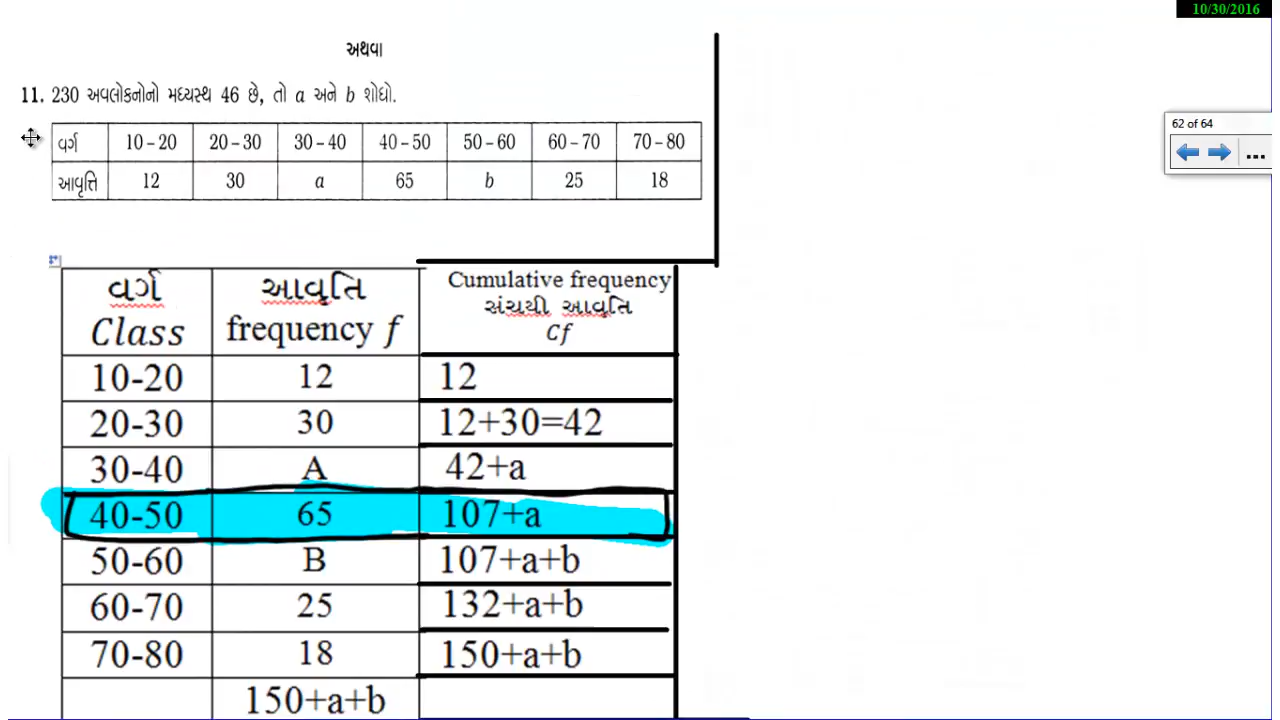 10/30/2016
અથવા
11. 230 અવલોકનોનો મધ્યસ્થ 46 છે, તો a અને b શોધો.
62 of 64
વર્ગ 10 – 20 20 – 30 30 – 40 40 – 50 50 – 60 60 – 70 70 – 80
...
આવૃત્તિ 12 30 a 65 b 25 18
વર્ગ આવૃતિ Cumulative frequency
સંચયી આવૃતિ
Class frequency f Cf
10-20 12 12
20-30 30 12+30=42
30-40 A 42+a
40-50 65 107+a
50-60 B 107+a+b
60-70 25 132+a+b
70-80 18 150+a+b
150+a+b